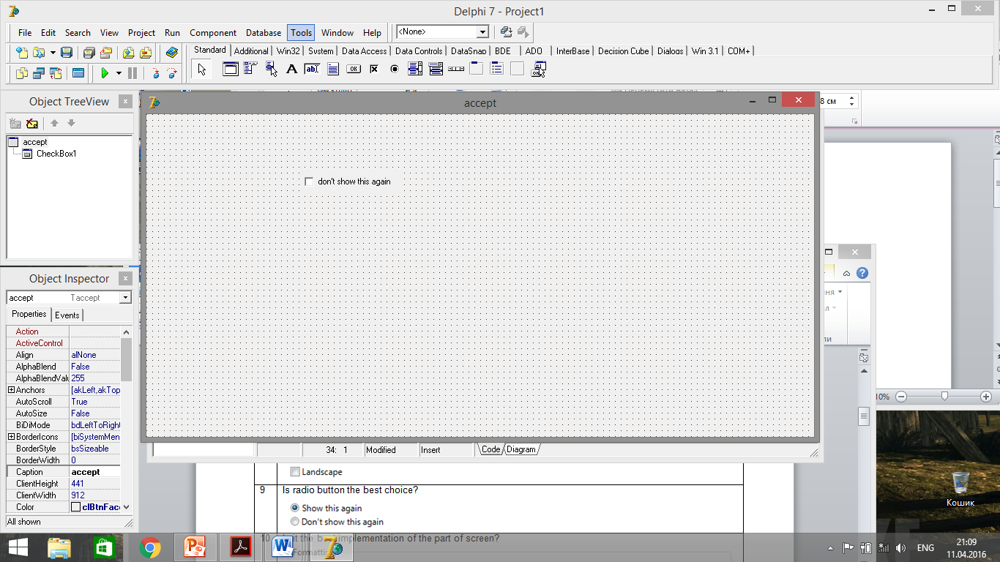 Delphi 7 - Project1
File Edit Search View Project Run Component Database Tools Window Help <None>
Standard Additional Win32 System Data Access Data Controls DataSnap BDE ADO InterBase Decision Cube Dialogs Win 3.1 COM+
Object TreeView
accept
CheckBox1
accept
8 см
don't show this again
Object Inspector
accept Taccept
Properties Events
Action
ActiveControl
Align alNone
AlphaBlend False
AlphaBlendValu 255
Anchors [akLeft,akTop
AutoScroll True
AutoSize False
BiDiMode bdLeftToRight
BorderIcons [biSystemMen
BorderStyle bsSizeable
BorderWidth 0
Caption accept
ClientHeight 441
ClientWidth 912
Color clBtnFace
All shown
34: 1 Modified Insert Code Diagram
Landscape
9 Is radio button the best choice?
Show this again
Don't show this again
10 implementation of the part of screen?
10%
Кошик
ENG
21:09
11.04.2016